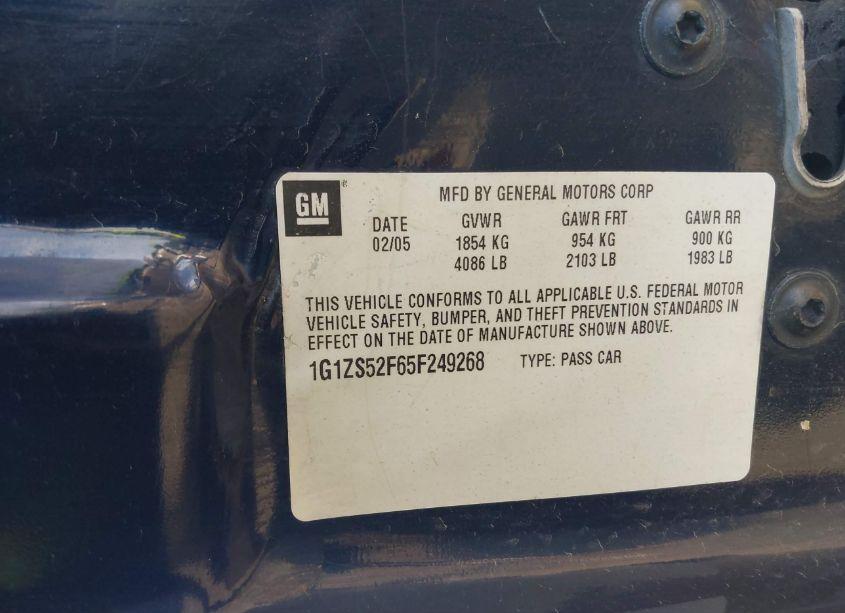 GM
MFD BY GENERAL MOTORS CORP
DATE GVWR GAWR FRT GAWR RR
02/05 1854 KG 954 KG 900 KG
4086 LB 2103 LB 1983 LB
THIS VEHICLE CONFORMS TO ALL APPLICABLE U.S. FEDERAL MOTOR
VEHICLE SAFETY, BUMPER, AND THEFT PREVENTION STANDARDS IN
EFFECT ON THE DATE OF MANUFACTURE SHOWN ABOVE.
1G1ZS52F65F249268 TYPE: PASS CAR